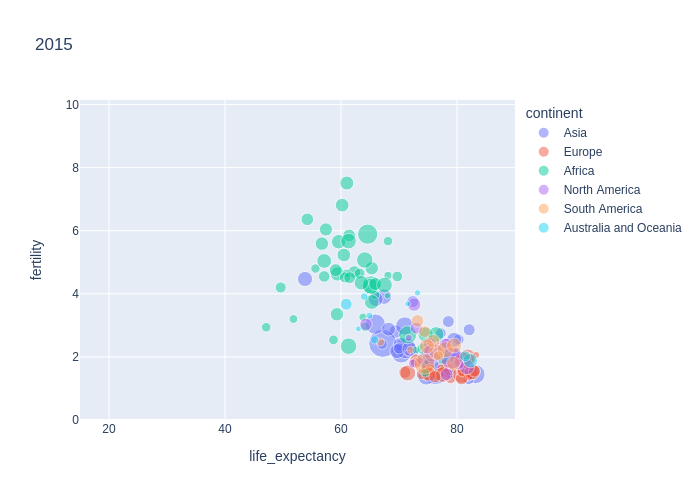 2015
continent
Asia
Europe
Africa
North America
South America
Australia and Oceania
fertility
10
8
6
4
2
0
20
40
60
80
life_expectancy